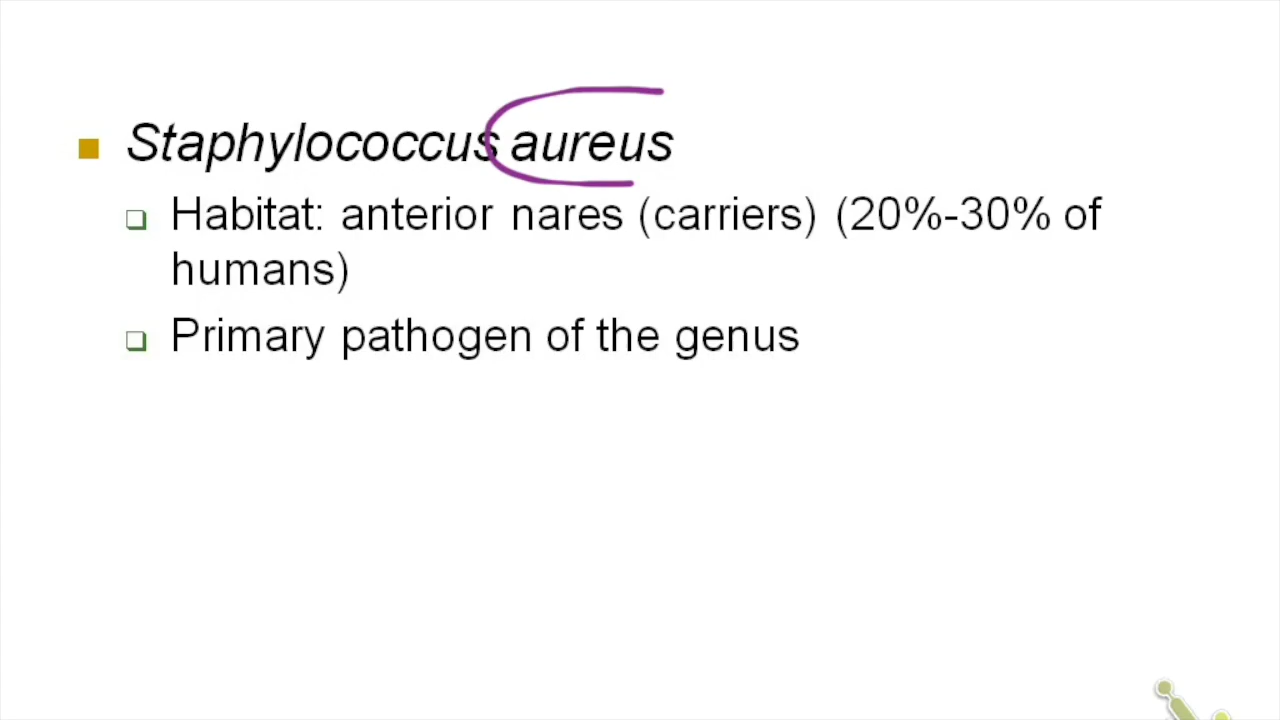 Staphylococcus aureus
Habitat: anterior nares (carriers) (20%-30% of
humans)
Primary pathogen of the genus